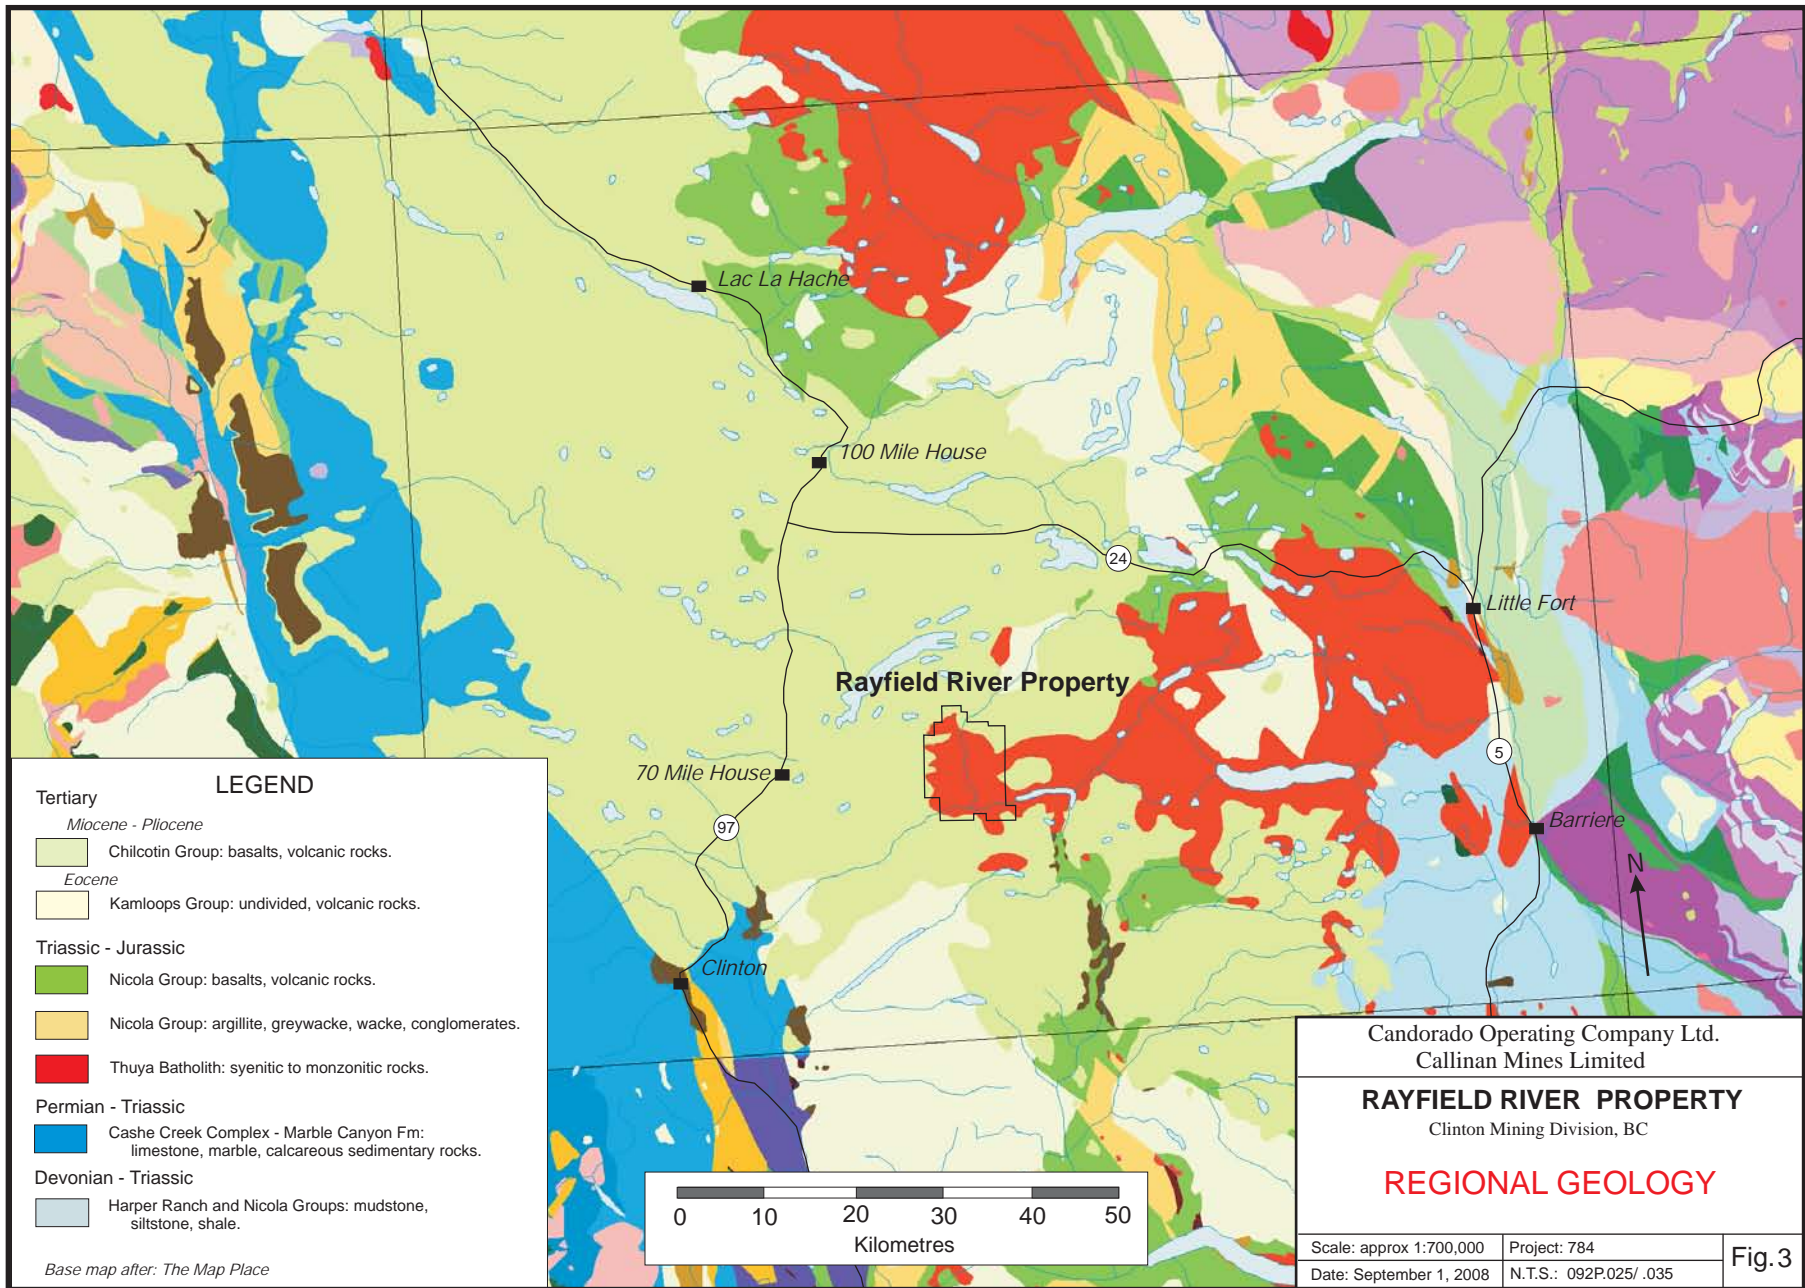 Lac La Hache
100 Mile House
24
Little Fort
Rayfield River Property
5
70 Mile House
97
Barriere
N
Clinton
LEGEND
Tertiary
Miocene - Pliocene
Chilcotin Group: basalts, volcanic rocks.
Eocene
Kamloops Group: undivided, volcanic rocks.
Triassic - Jurassic
Nicola Group: basalts, volcanic rocks.
Nicola Group: argillite, greywacke, wacke, conglomerates.
Thuya Batholith: syenitic to monzonitic rocks.
Permian - Triassic
Cashe Creek Complex - Marble Canyon Fm:
limestone, marble, calcareous sedimentary rocks.
Devonian - Triassic
Harper Ranch and Nicola Groups: mudstone,
siltstone, shale.
Base map after: The Map Place
0 10 20 30 40 50
Kilometres
Candorado Operating Company Ltd.
Callinan Mines Limited
RAYFIELD RIVER PROPERTY
Clinton Mining Division, BC
REGIONAL GEOLOGY
Scale: approx 1:700,000
Project: 784
Date: September 1, 2008
N.T.S.: 092P.025/ .035
Fig.3